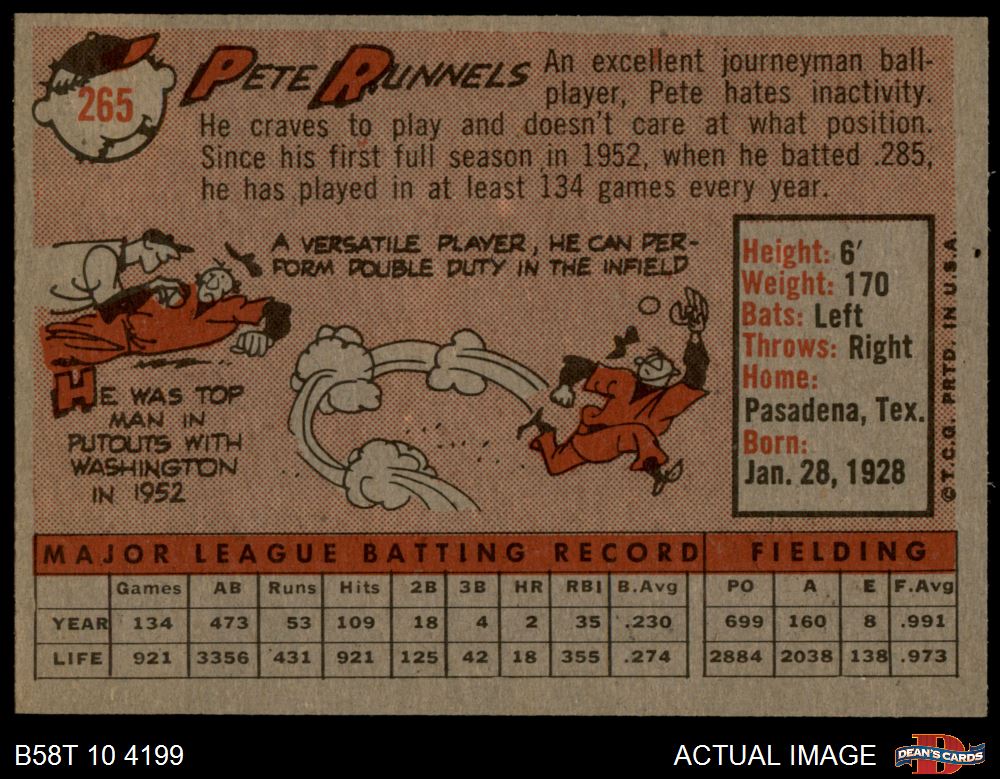 265
PETE RUNNELS
An excellent journeyman ball-
player, Pete hates inactivity.
He craves to play and doesn't care at what position.
Since his first full season in 1952, when he batted .285,
he has played in at least 134 games every year.
A VERSATILE PLAYER, HE CAN PER-
FORM DOUBLE DUTY IN THE INFIELD
HE WAS TOP
MAN IN
PUTOUTS WITH
WASHINGTON
IN 1952
Height: 6′
Weight: 170
Bats: Left
Throws: Right
Home:
Pasadena, Tex.
Born:
Jan. 28, 1928
©T.C.G. PRTD. IN U.S.A.
MAJOR LEAGUE BATTING RECORD FIELDING
Games AB Runs Hits 2B 3B HR RBI B.Avg PO A E F.Avg
YEAR 134 473 53 109 18 4 2 35 .230 699 160 8 .991
LIFE 921 3356 431 921 125 42 18 355 .274 2884 2038 138 .973
B58T 10 4199 ACTUAL IMAGE DEAN'S CARDS